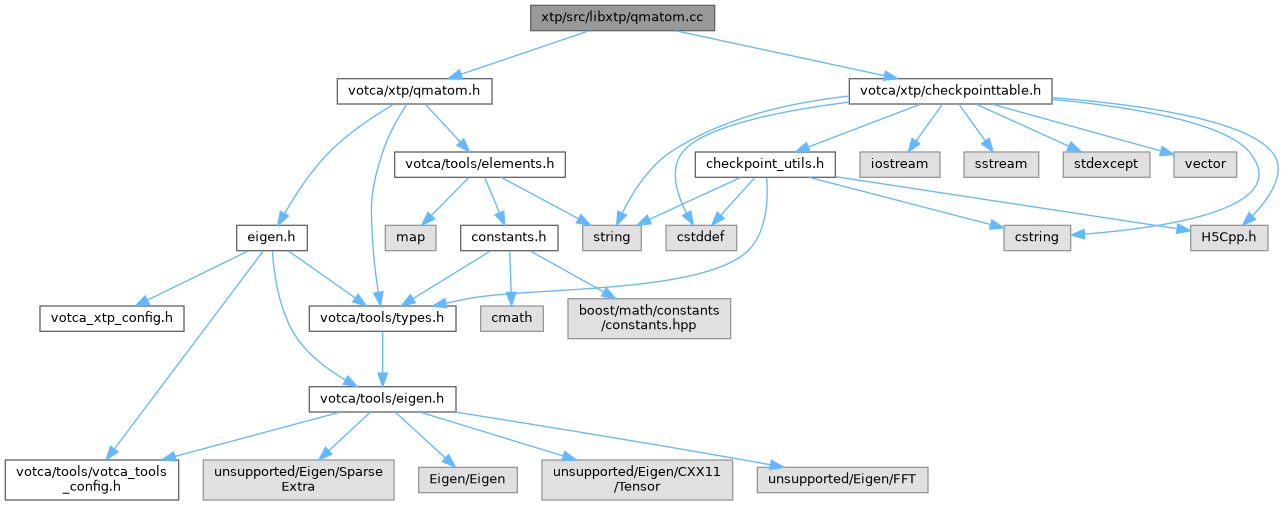 xtp/src/libxtp/qmatom.cc
votca/xtp/qmatom.h
votca/xtp/checkpointtable.h
votca/tools/elements.h
checkpoint_utils.h
iostream
sstream
stdexcept
vector
eigen.h
map
constants.h
string
cstddef
cstring
H5Cpp.h
votca_xtp_config.h
votca/tools/types.h
cmath
boost/math/constants
/constants.hpp
votca/tools/eigen.h
votca/tools/votca_tools
_config.h
unsupported/Eigen/Sparse
Extra
Eigen/Eigen
unsupported/Eigen/CXX11
/Tensor
unsupported/Eigen/FFT